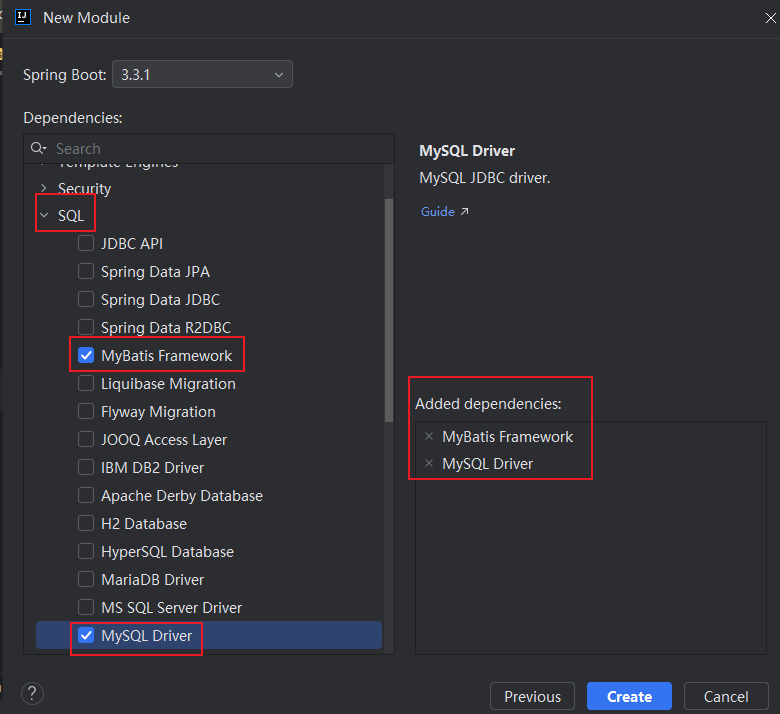 New Module
Spring Boot: 3.3.1
Dependencies:
Search
Template Engines
Security
SQL
JDBC API
Spring Data JPA
Spring Data JDBC
Spring Data R2DBC
MyBatis Framework
Liquibase Migration
Flyway Migration
JOOQ Access Layer
IBM DB2 Driver
Apache Derby Database
H2 Database
HyperSQL Database
MariaDB Driver
MS SQL Server Driver
MySQL Driver
MySQL Driver
MySQL JDBC driver.
Guide ↗
Added dependencies:
MyBatis Framework
MySQL Driver
?
Previous
Create
Cancel